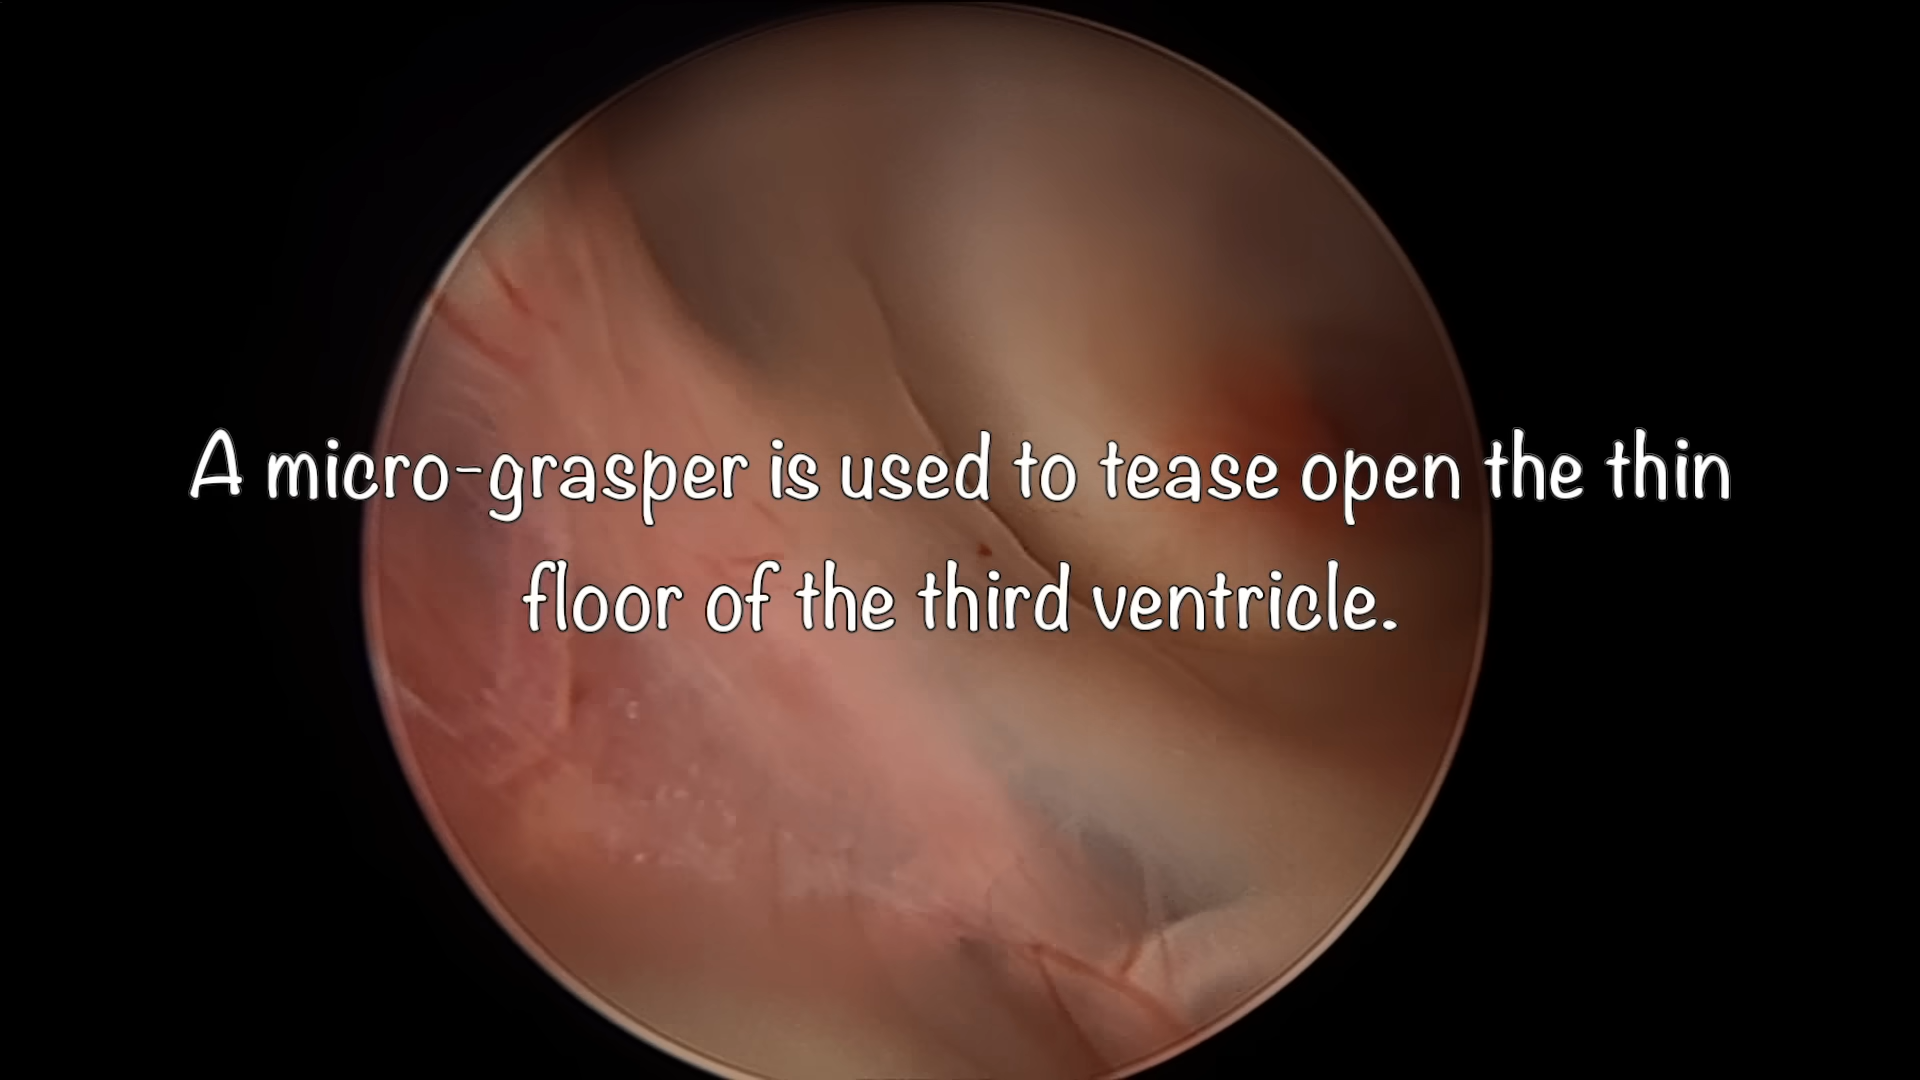 A micro-grasper is used to tease open the thin
floor of the third ventricle.